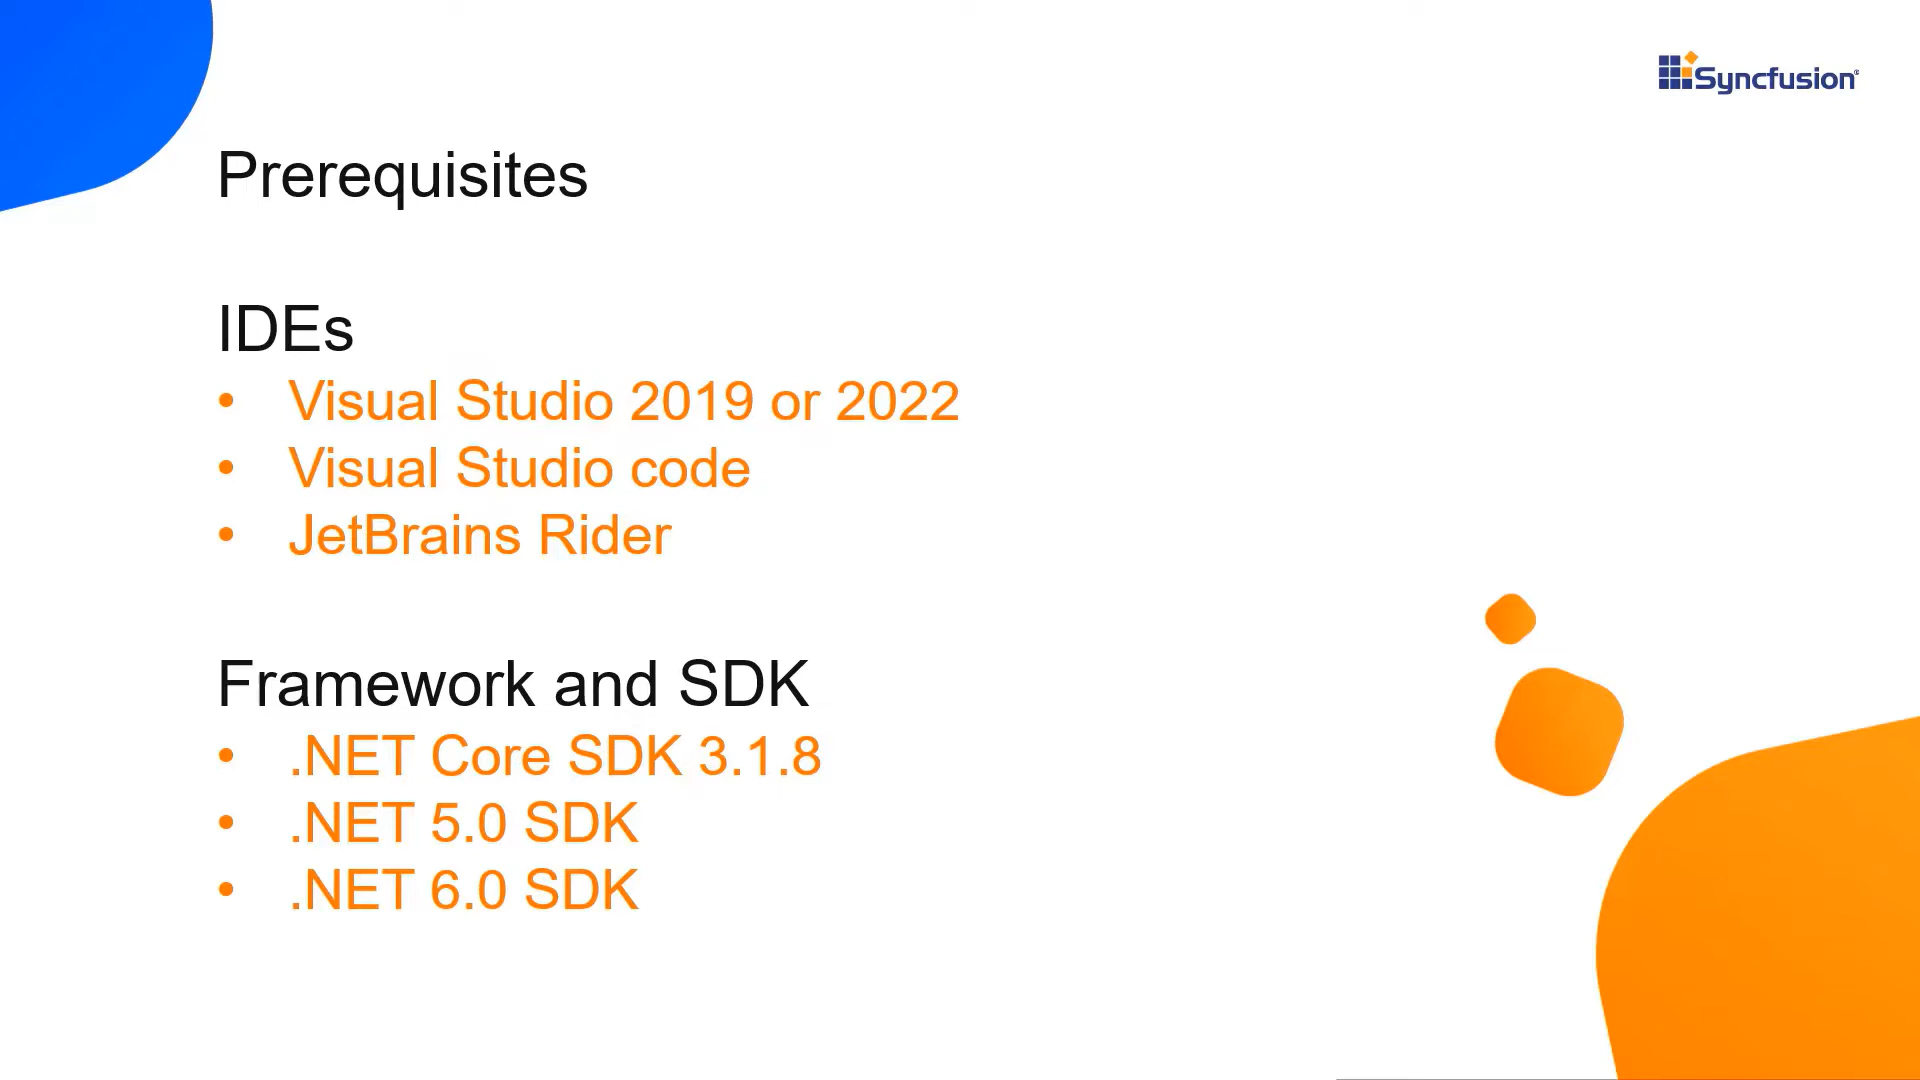 Syncfusion®
Prerequisites
IDEs
• Visual Studio 2019 or 2022
• Visual Studio code
• JetBrains Rider
Framework and SDK
• .NET Core SDK 3.1.8
• .NET 5.0 SDK
• .NET 6.0 SDK